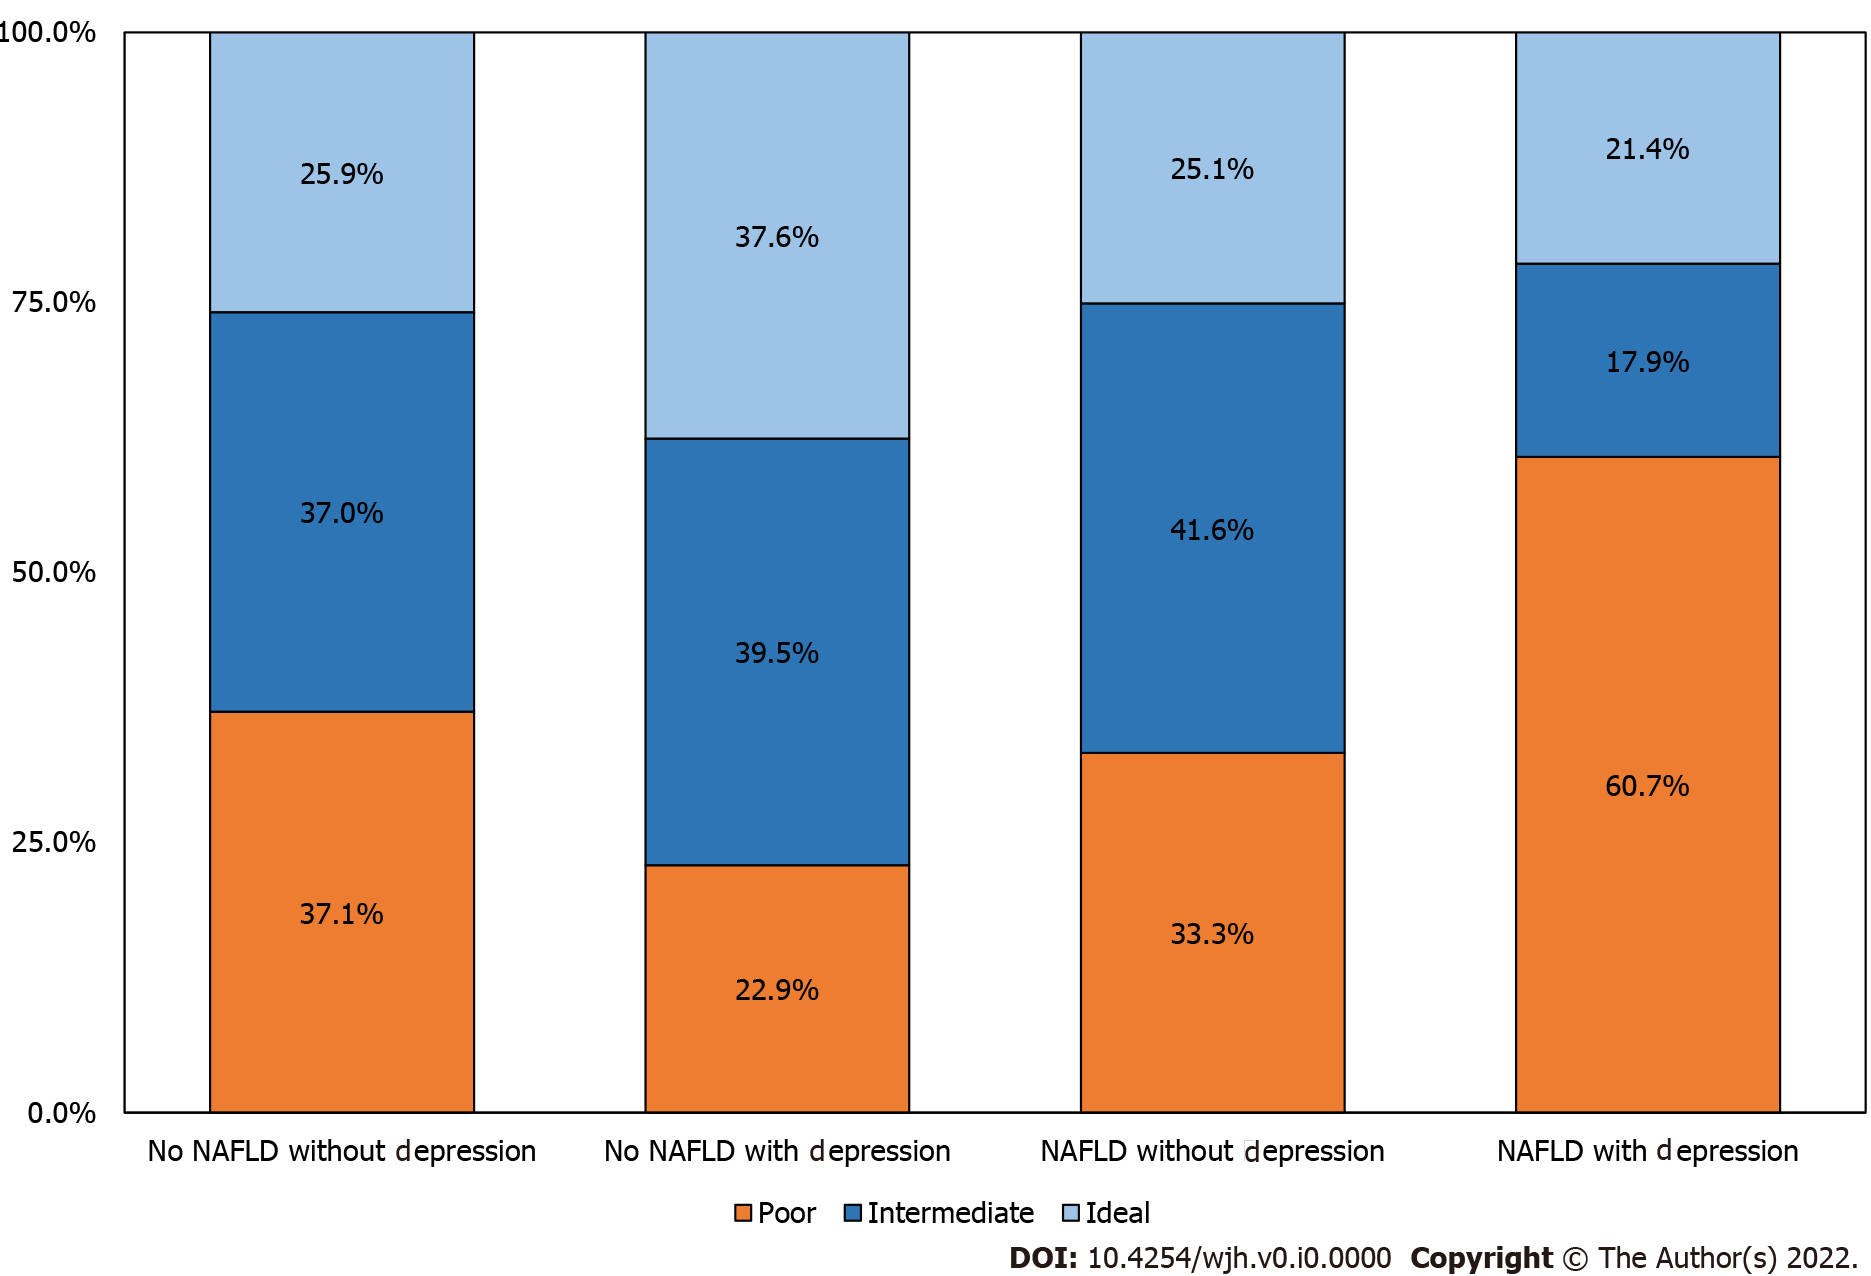 100.0%
25.9%
37.6%
25.1%
21.4%
75.0%
37.0%
39.5%
41.6%
17.9%
50.0%
37.1%
22.9%
33.3%
60.7%
25.0%
0.0%
No NAFLD without depression
No NAFLD with depression
NAFLD without depression
NAFLD with depression
Poor Intermediate Ideal
DOI: 10.4254/wjh.v0.i0.0000 Copyright © The Author(s) 2022.